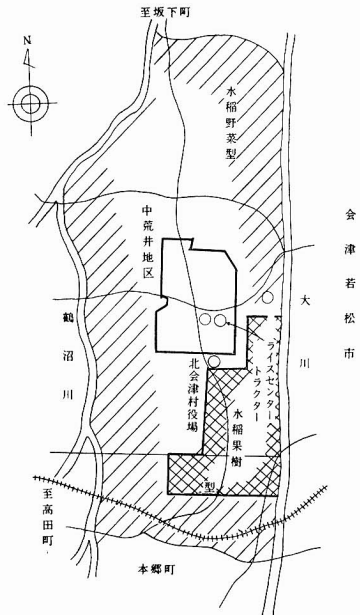 至坂下町
N
水稲野菜型
会津若松市
中荒井地区
大川
鶴沼川
ライスセンター
トラクター
北会津村役場
水稲果樹型
至高田町
本郷町